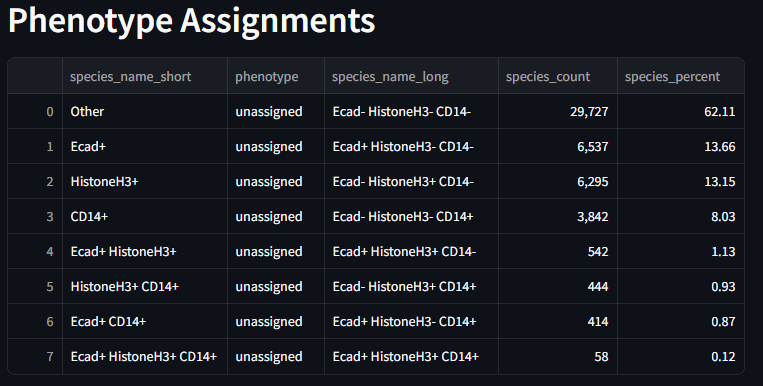 Phenotype Assignments
species_name_short phenotype species_name_long species_count species_percent
0 Other unassigned Ecad- HistoneH3- CD14- 29,727 62.11
1 Ecad+ unassigned Ecad+ HistoneH3- CD14- 6,537 13.66
2 HistoneH3+ unassigned Ecad- HistoneH3+ CD14- 6,295 13.15
3 CD14+ unassigned Ecad- HistoneH3- CD14+ 3,842 8.03
4 Ecad+ HistoneH3+ unassigned Ecad+ HistoneH3+ CD14- 542 1.13
5 HistoneH3+ CD14+ unassigned Ecad- HistoneH3+ CD14+ 444 0.93
6 Ecad+ CD14+ unassigned Ecad+ HistoneH3- CD14+ 414 0.87
7 Ecad+ HistoneH3+ CD14+ unassigned Ecad+ HistoneH3+ CD14+ 58 0.12